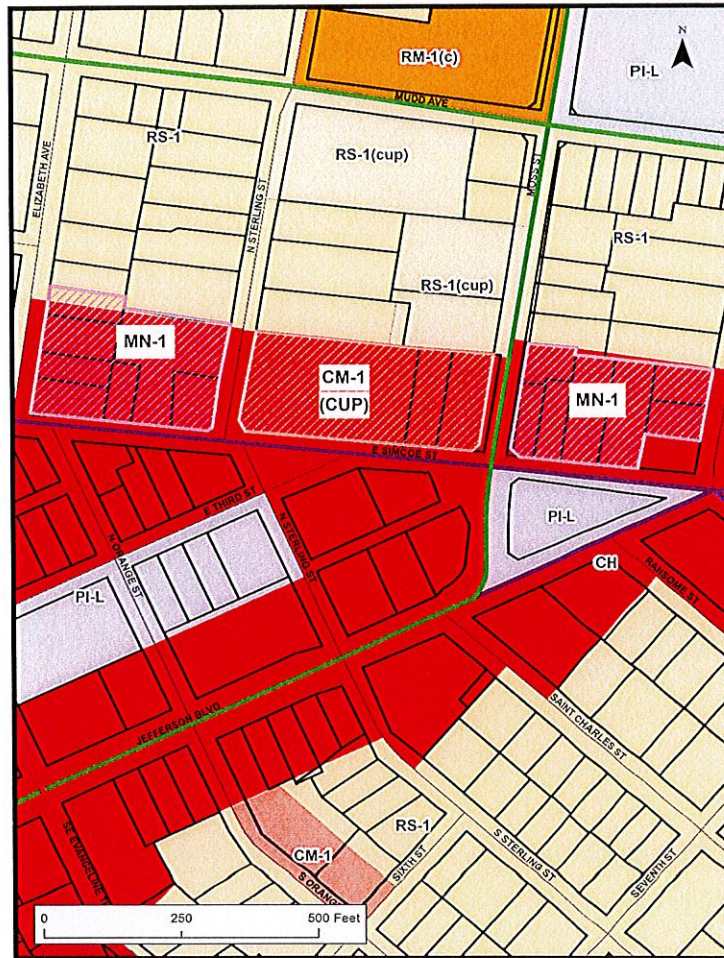 RM-1(c)
N
PI-L
MUDD AVE
RS-1
RS-1(cup)
ELIZABETH AVE
N STERLING ST
MOSS ST
RS-1
RS-1(cup)
MN-1
CM-1
(CUP)
MN-1
E SIMCOE ST
E THIRD ST
N ORANGE ST
N STERLING ST
PI-L
CH
RANSOME ST
PI-L
JEFFERSON BLVD
SAINT CHARLES ST
SE EVANGELINE T
RS-1
CM-1
S ORANGE
SIXTH ST
S STERLING ST
SEVENTH ST
0 250 500 Feet